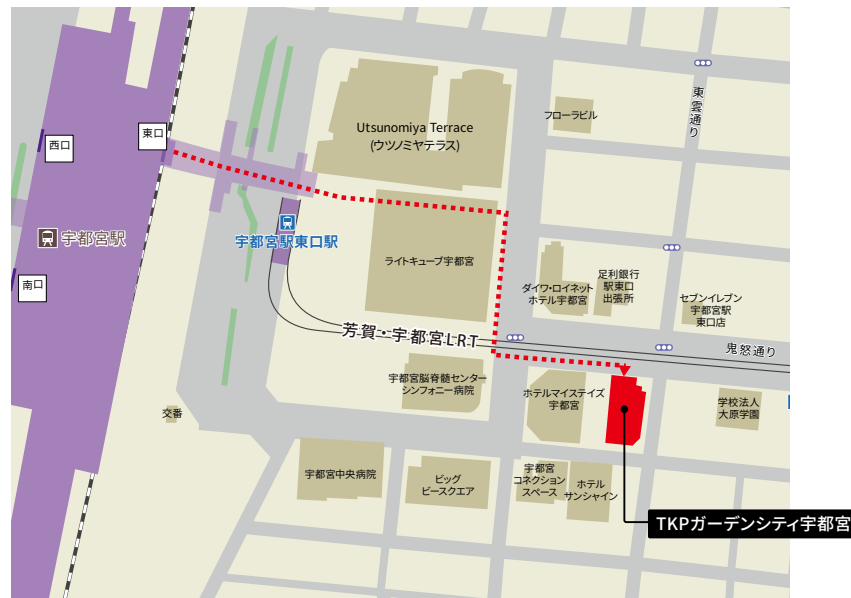 東雲通り
フローラビル
Utsunomiya Terrace
(ウツノミヤテラス)
東口
西口
宇都宮駅
宇都宮駅東口駅
ライトキューブ宇都宮
南口
ダイワ・ロイネット
ホテル宇都宮
足利銀行
駅東口
出張所
セブンイレブン
宇都宮駅
東口店
芳賀・宇都宮LRT
鬼怒通り
宇都宮脳脊髄センター
シンフォニー病院
ホテルマイステイズ
宇都宮
学校法人
大原学園
交番
宇都宮中央病院
ビッグ
ビースクエア
宇都宮
コネクション
スペース
ホテル
サンシャイン
TKPガーデンシティ宇都宮